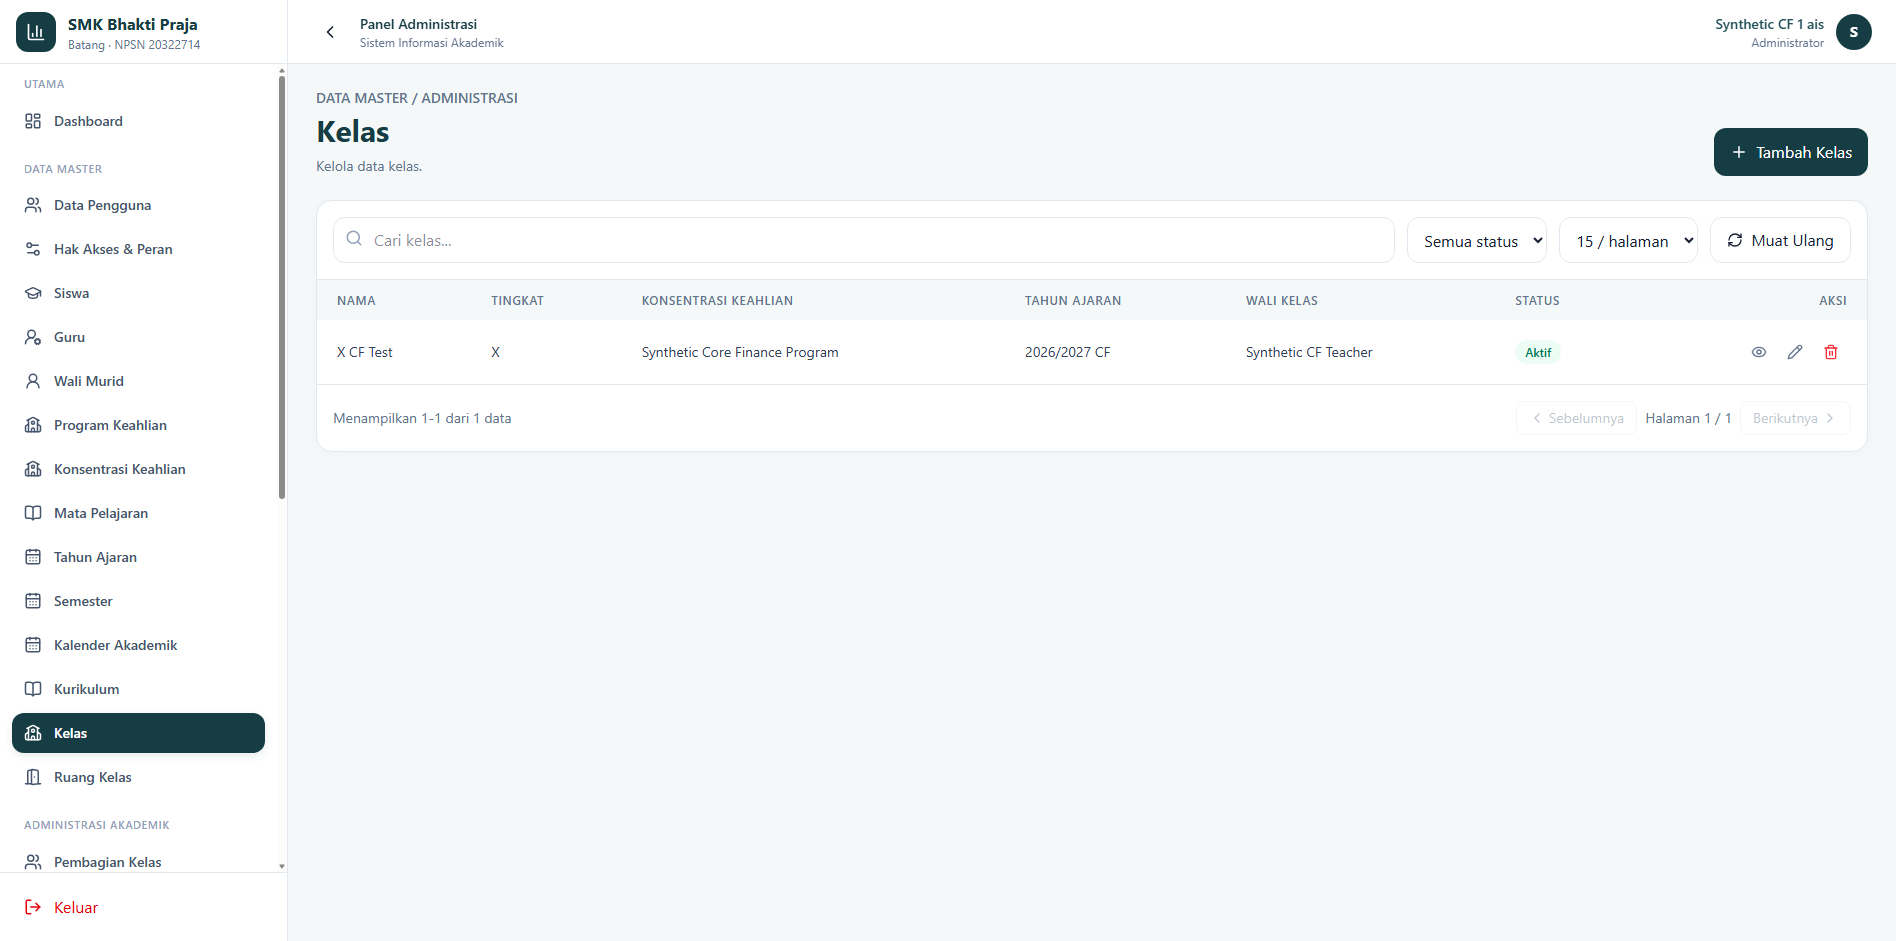 SMK Bhakti Praja
Batang · NPSN 20322714
UTAMA
Dashboard
DATA MASTER
Data Pengguna
Hak Akses & Peran
Siswa
Guru
Wali Murid
Program Keahlian
Konsentrasi Keahlian
Mata Pelajaran
Tahun Ajaran
Semester
Kalender Akademik
Kurikulum
Kelas
Ruang Kelas
ADMINISTRASI AKADEMIK
Pembagian Kelas
Keluar
Panel Administrasi
Sistem Informasi Akademik
Synthetic CF 1 ais
Administrator
S
DATA MASTER / ADMINISTRASI
Kelas
Kelola data kelas.
Tambah Kelas
Cari kelas...
Semua status
15 / halaman
Muat Ulang
NAMA TINGKAT KONSENTRASI KEAHLIAN TAHUN AJARAN WALI KELAS STATUS AKSI
X CF Test X Synthetic Core Finance Program 2026/2027 CF Synthetic CF Teacher Aktif
Menampilkan 1-1 dari 1 data
Sebelumnya Halaman 1 / 1 Berikutnya